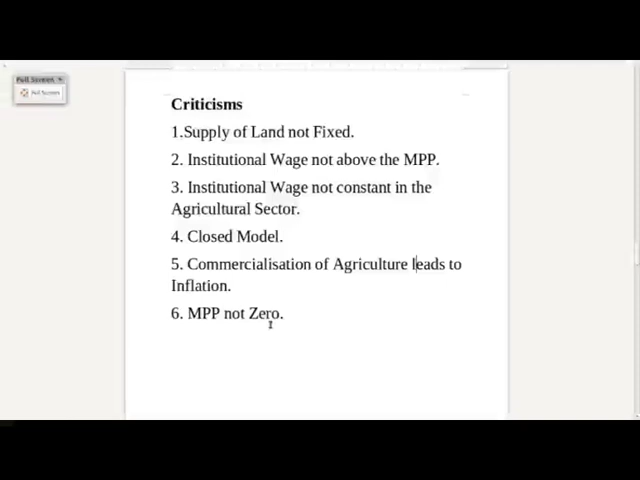 Full Screen
Full Screen
Criticisms
1.Supply of Land not Fixed.
2. Institutional Wage not above the MPP.
3. Institutional Wage not constant in the
Agricultural Sector.
4. Closed Model.
5. Commercialisation of Agriculture leads to
Inflation.
6. MPP not Zero.